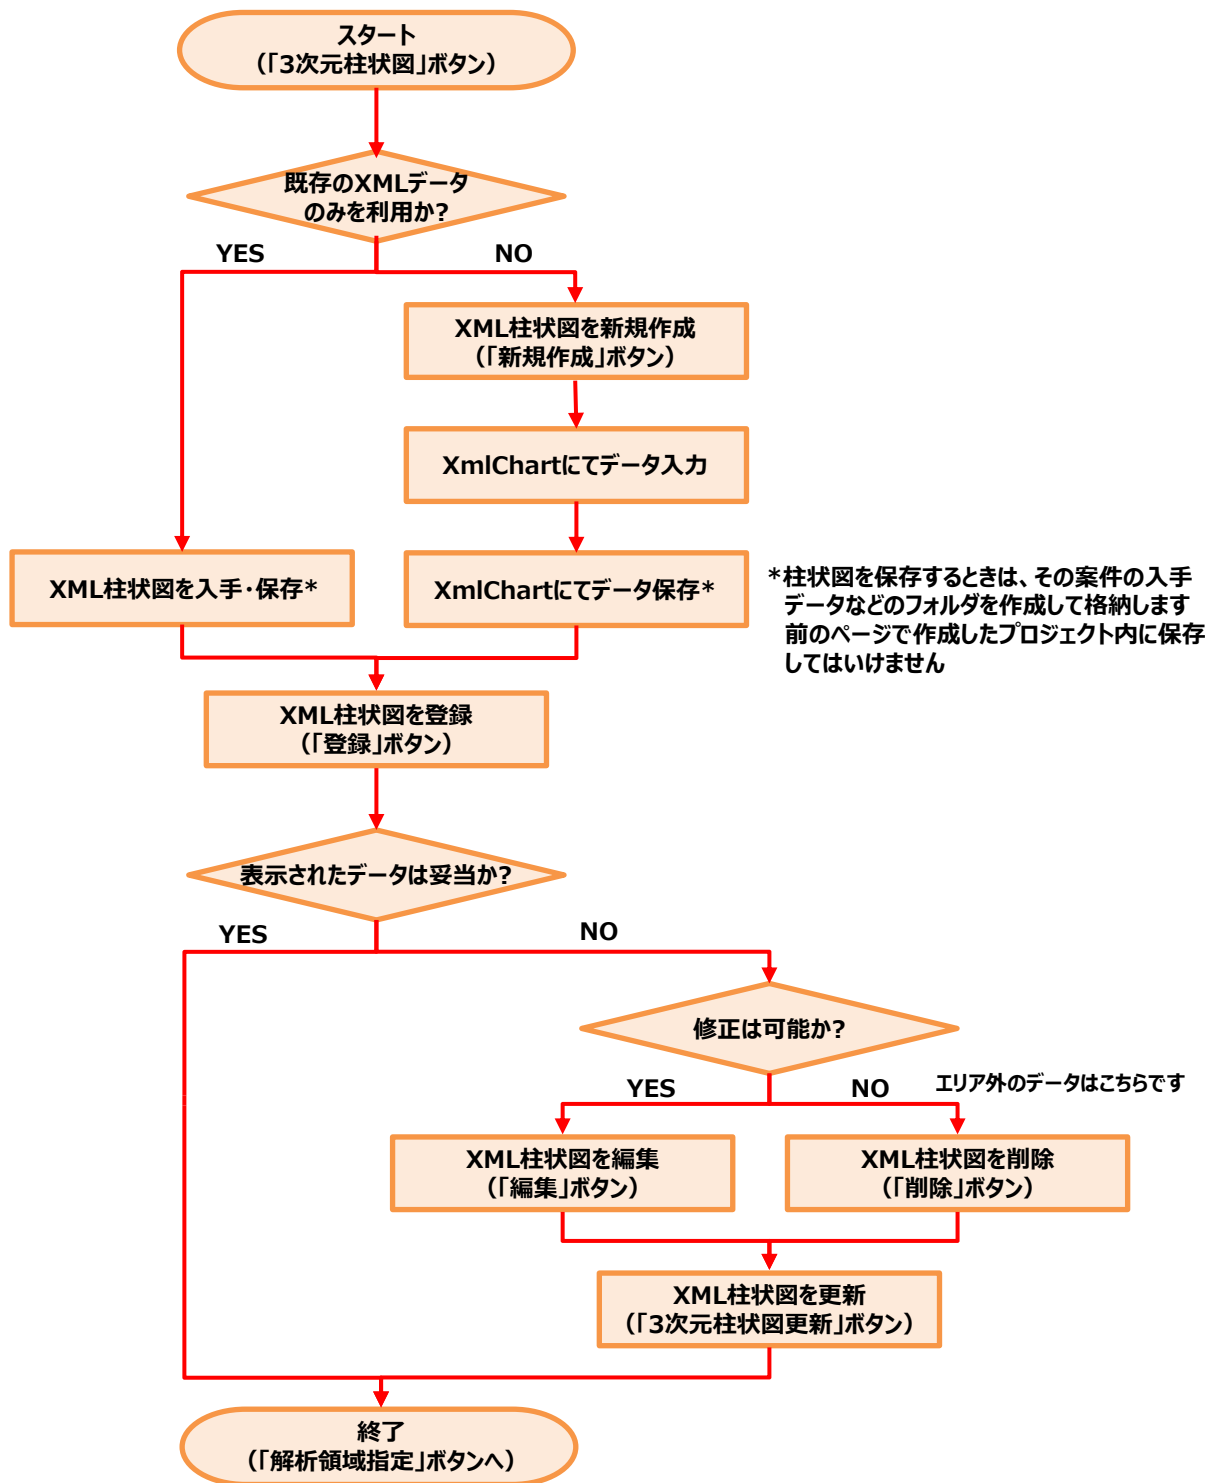 スタート
(「3次元柱状図」ボタン)
既存のXMLデータ
のみを利用か?
YES
NO
XML柱状図を新規作成
(「新規作成」ボタン)
XmlChartにてデータ入力
XML柱状図を入手・保存*
XmlChartにてデータ保存*
*柱状図を保存するときは、その案件の入手
データなどのフォルダを作成して格納します
前のページで作成したプロジェクト内に保存
してはいけません
XML柱状図を登録
(「登録」ボタン)
表示されたデータは妥当か?
YES
NO
修正は可能か?
YES
NO
エリア外のデータはこちらです
XML柱状図を編集
(「編集」ボタン)
XML柱状図を削除
(「削除」ボタン)
XML柱状図を更新
(「3次元柱状図更新」ボタン)
終了
(「解析領域指定」ボタンへ)